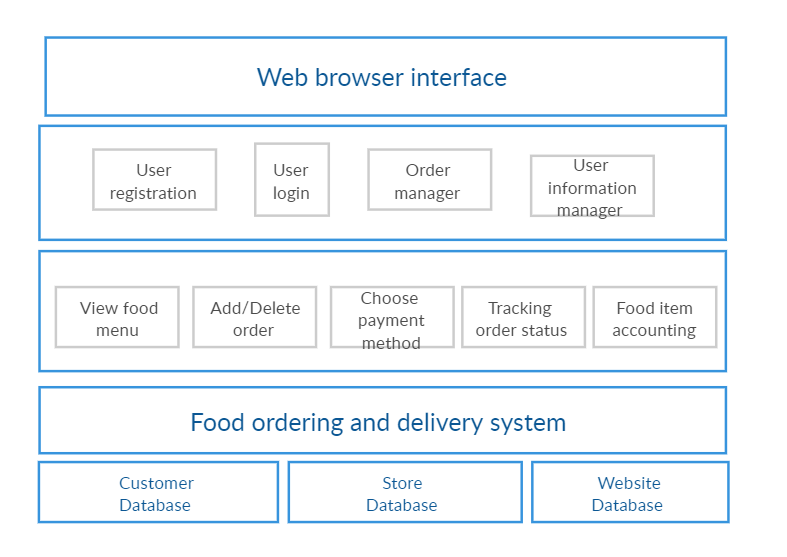 Web browser interface
User
registration
User
login
Order
manager
User
information
manager
View food
menu
Add/Delete
order
Choose
payment
method
Tracking
order status
Food item
accounting
Food ordering and delivery system
Customer
Database
Store
Database
Website
Database